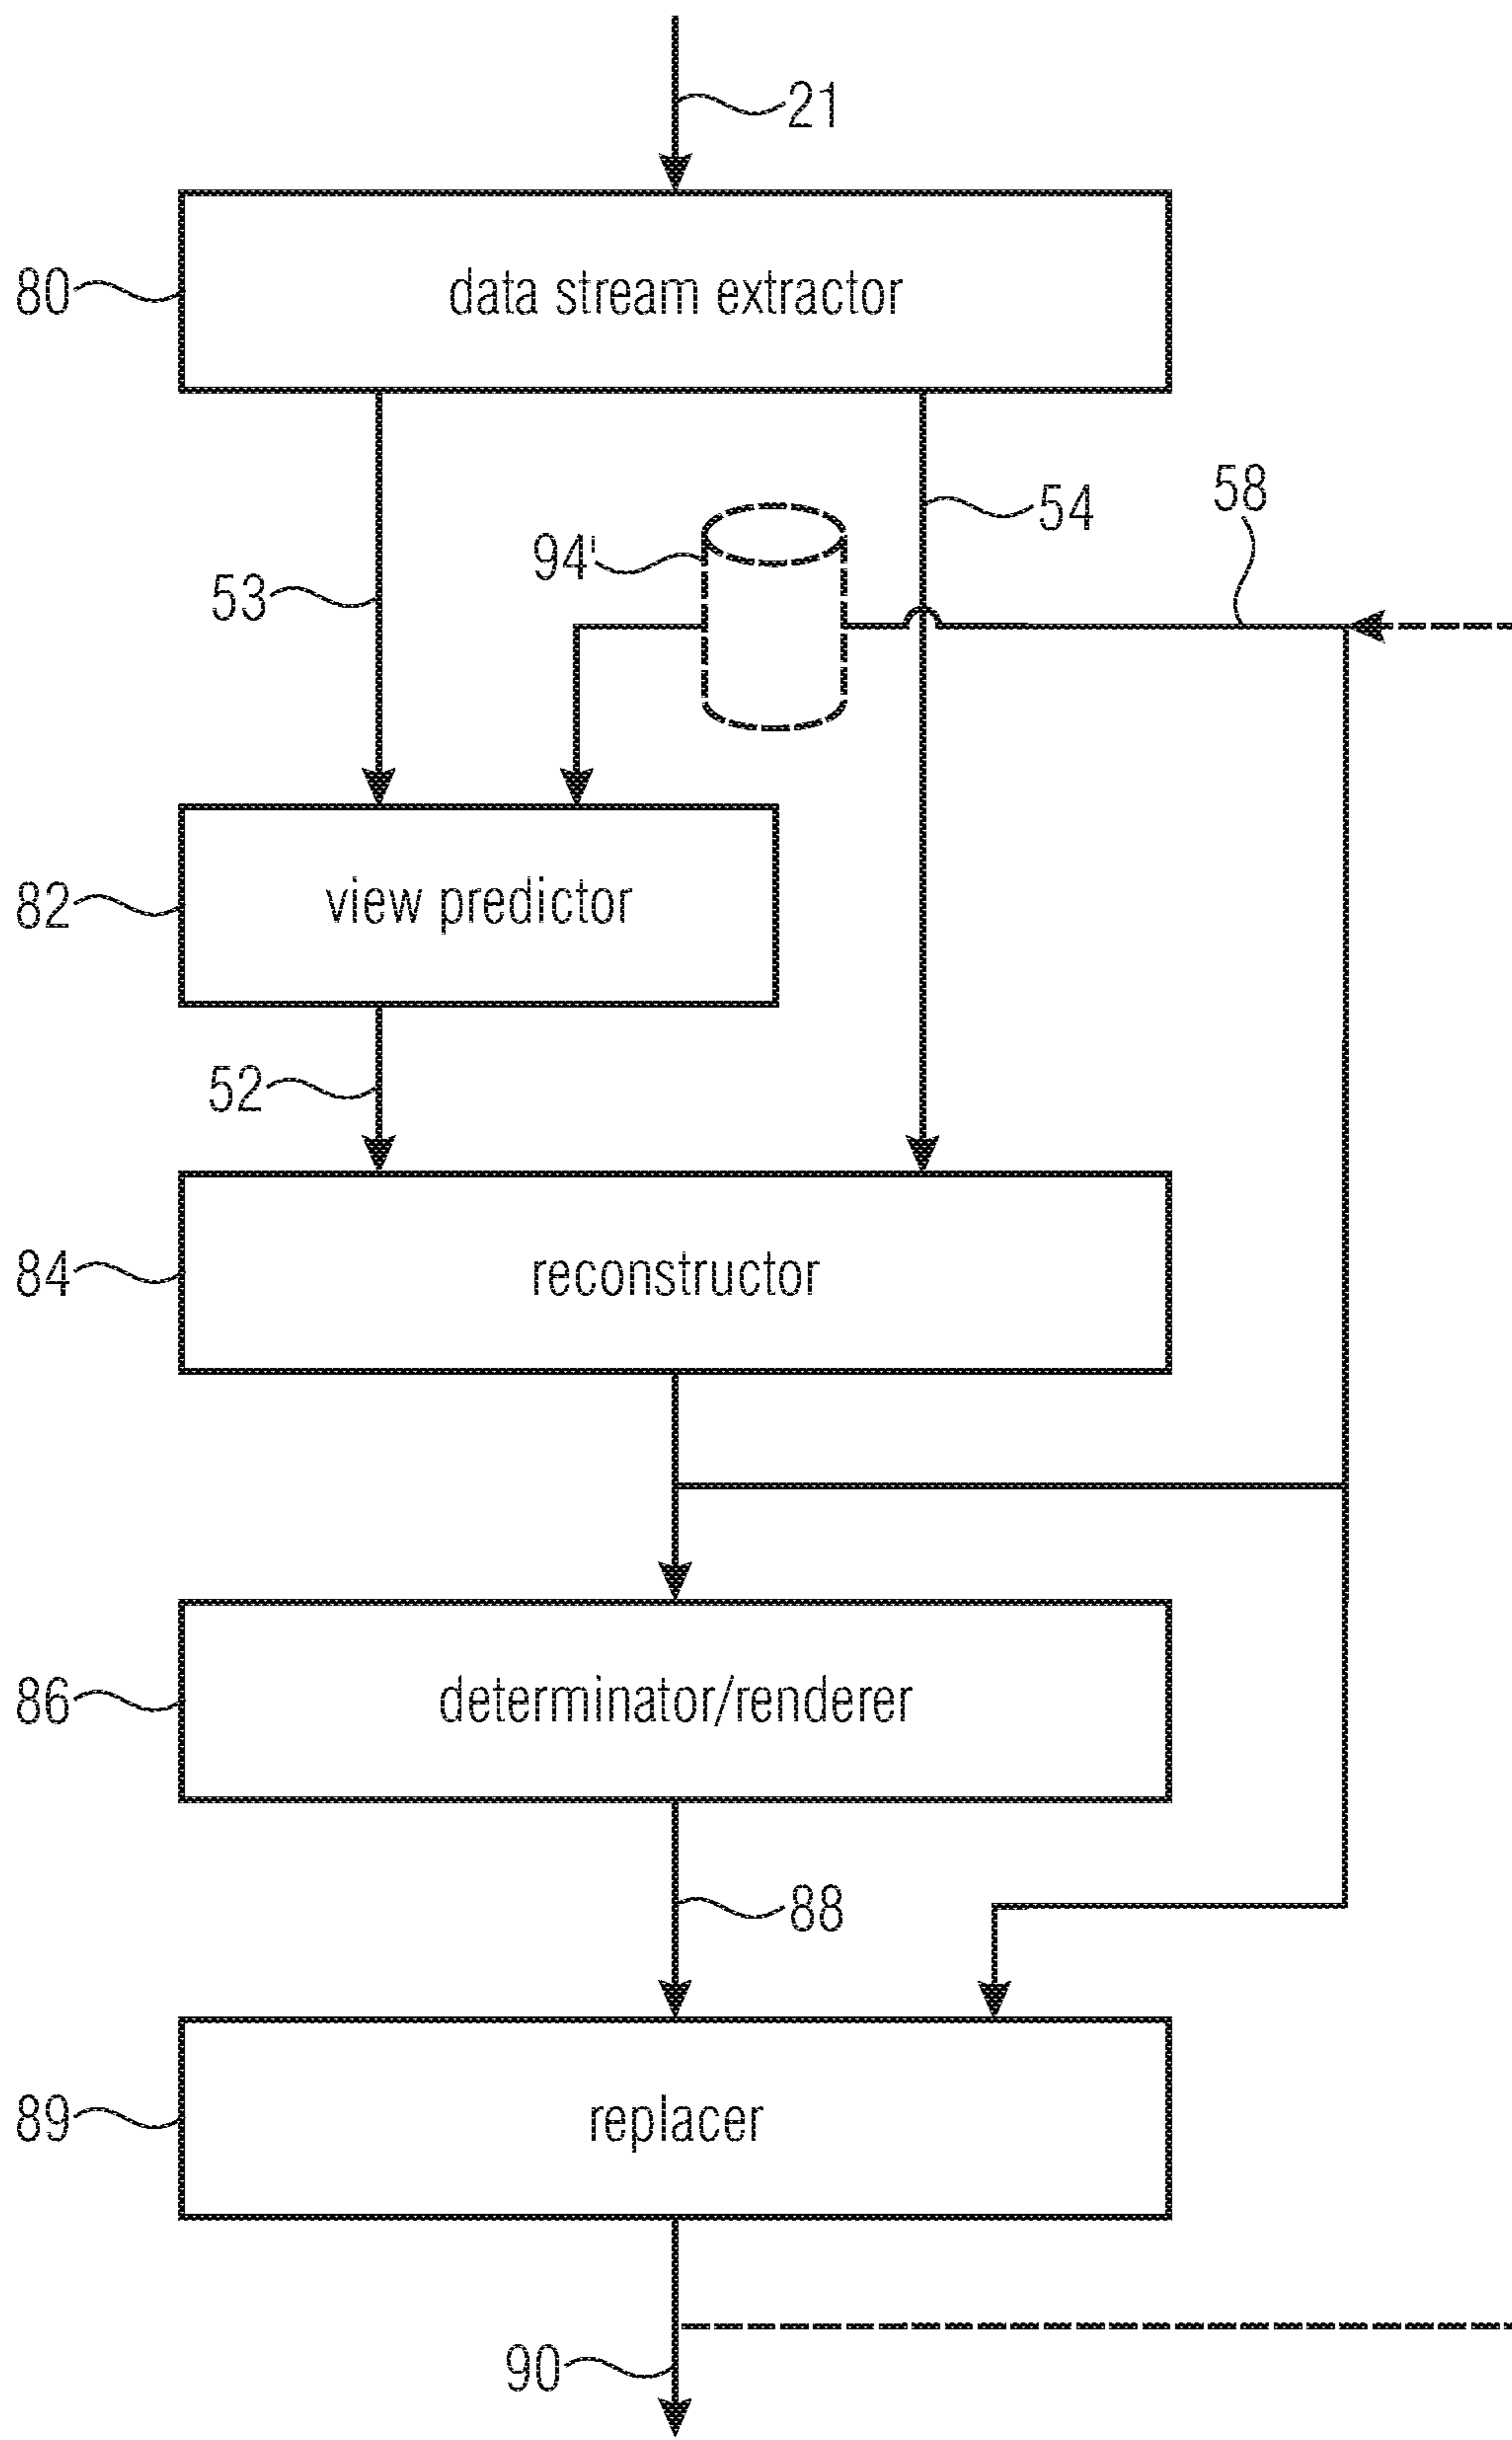 21
80
data stream extractor
58
54
94'
53
82
view predictor
52
84
reconstructor
86
determinator/renderer
88
89
replacer
90